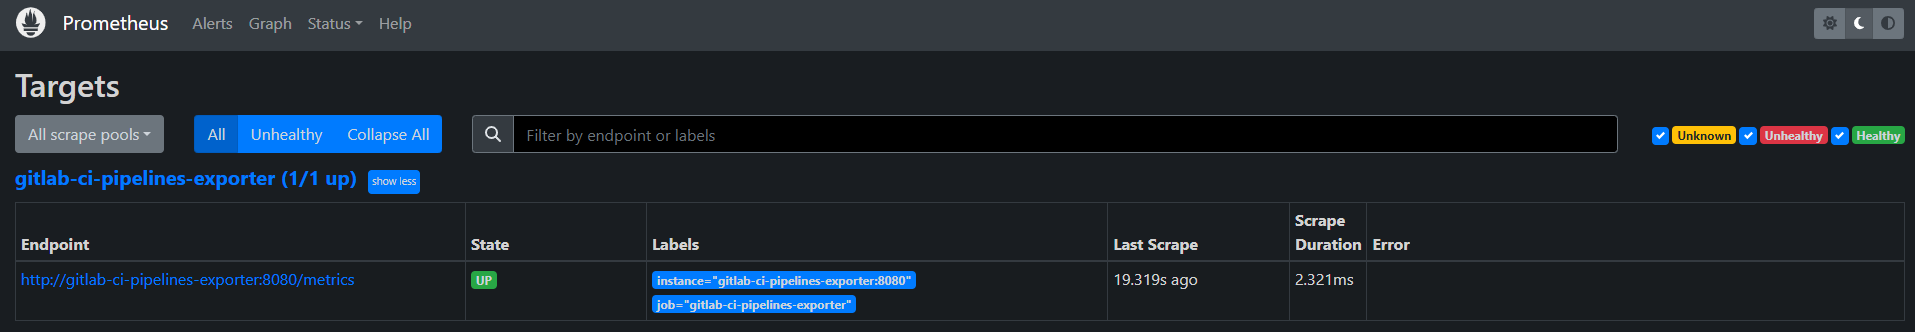 Prometheus Alerts Graph Status Help
Targets
All scrape pools All Unhealthy Collapse All Filter by endpoint or labels Unknown Unhealthy Healthy
gitlab-ci-pipelines-exporter (1/1 up) show less
Endpoint State Labels Last Scrape Scrape Duration Error
http://gitlab-ci-pipelines-exporter:8080/metrics UP instance="gitlab-ci-pipelines-exporter:8080" 19.319s ago 2.321ms
job="gitlab-ci-pipelines-exporter"